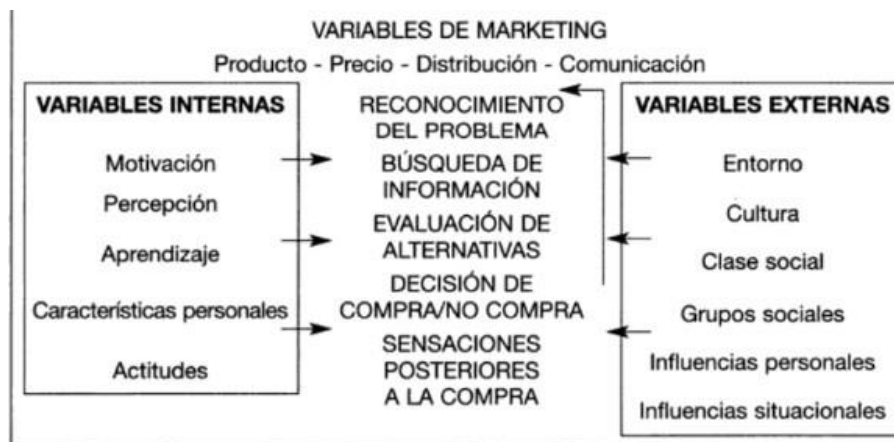 VARIABLES DE MARKETING
Producto - Precio - Distribución - Comunicación
VARIABLES INTERNAS
Motivación
Percepción
Aprendizaje
Características personales
Actitudes
RECONOCIMIENTO
DEL PROBLEMA
BÚSQUEDA DE
INFORMACIÓN
EVALUACIÓN DE
ALTERNATIVAS
DECISIÓN DE
COMPRA/NO COMPRA
SENSACIONES
POSTERIORES
A LA COMPRA
VARIABLES EXTERNAS
Entorno
Cultura
Clase social
Grupos sociales
Influencias personales
Influencias situacionales